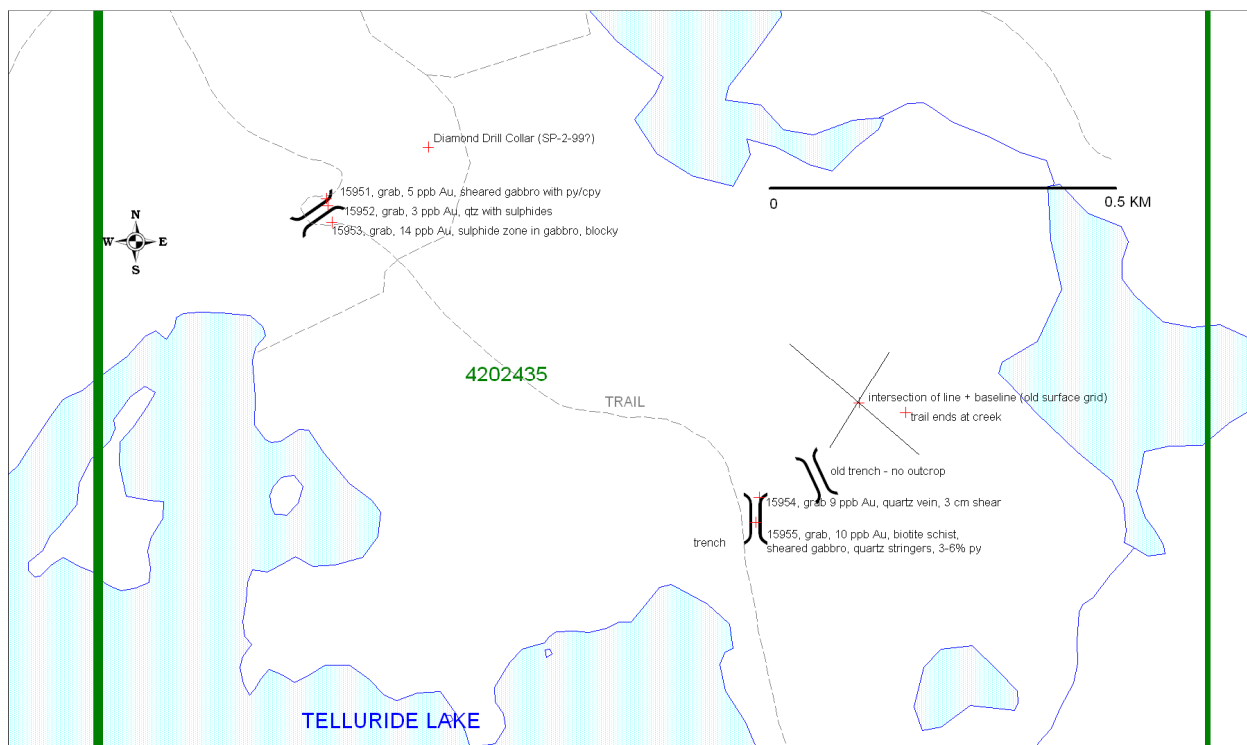 Diamond Drill Collar (SP-2-99?)
15951, grab, 5 ppb Au, sheared gabbro with py/cpy
15952, grab, 3 ppb Au, qtz with sulphides
15953, grab, 14 ppb Au, sulphide zone in gabbro, blocky
0
0.5 KM
N
W
E
S
4202435
TRAIL
intersection of line + baseline (old surface grid)
trail ends at creek
old trench - no outcrop
15954, grab 9 ppb Au, quartz vein, 3 cm shear
trench
15955, grab, 10 ppb Au, biotite schist,
sheared gabbro, quartz stringers, 3-6% py
TELLURIDE LAKE